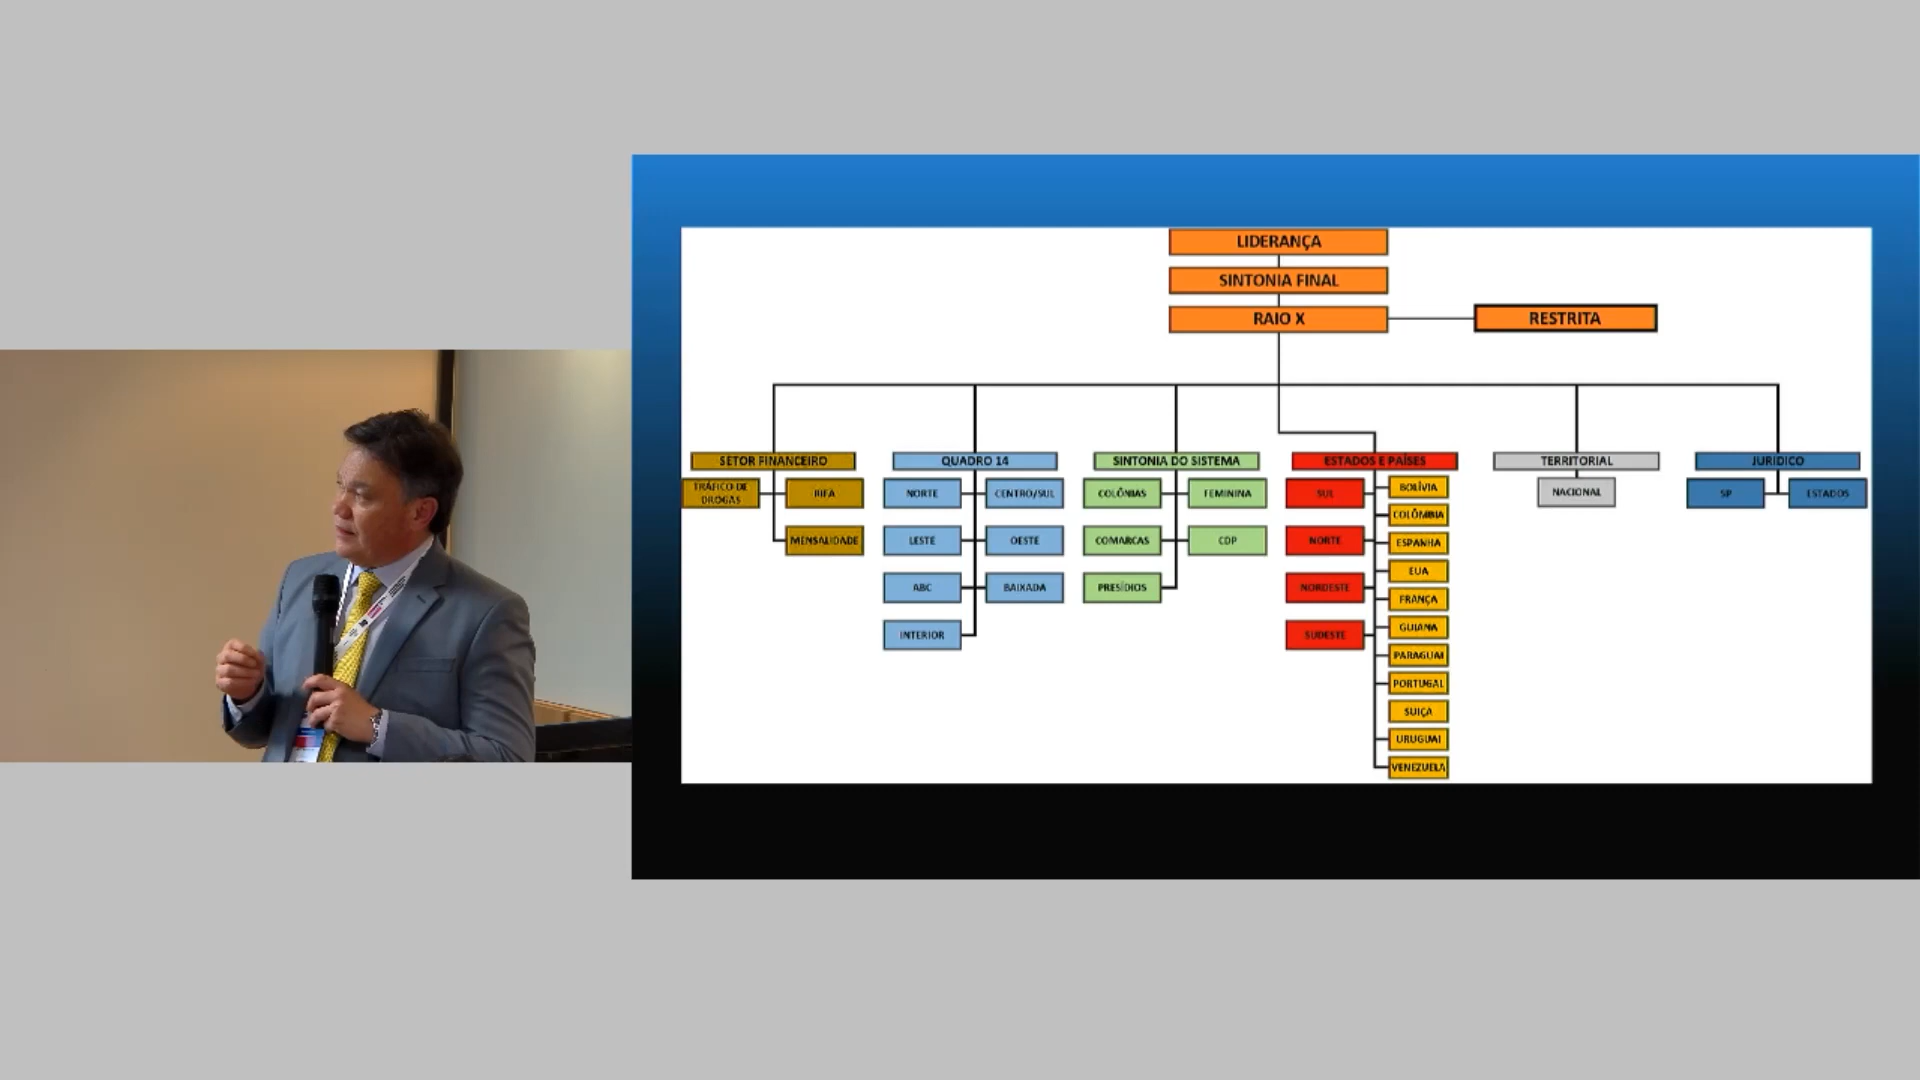 LIDERANÇA
SINTONIA FINAL
RAIO X
RESTRITA
SETOR FINANCEIRO
TRÁFICO DE
DROGAS
RIFA
MENSALIDADE
QUADRO 14
NORTE
CENTRO/SUL
LESTE
OESTE
ABC
BAIXADA
INTERIOR
SINTONIA DO SISTEMA
COLÔNIAS
FEMININA
COMARCAS
CDP
PRESÍDIOS
ESTADOS E PAÍSES
SUL
NORTE
NORDESTE
SUDESTE
BOLÍVIA
COLÔMBIA
ESPANHA
EUA
FRANÇA
GUIANA
PARAGUAI
PORTUGAL
SUIÇA
URUGUAI
VENEZUELA
TERRITORIAL
NACIONAL
JURIDICO
SP
ESTADOS